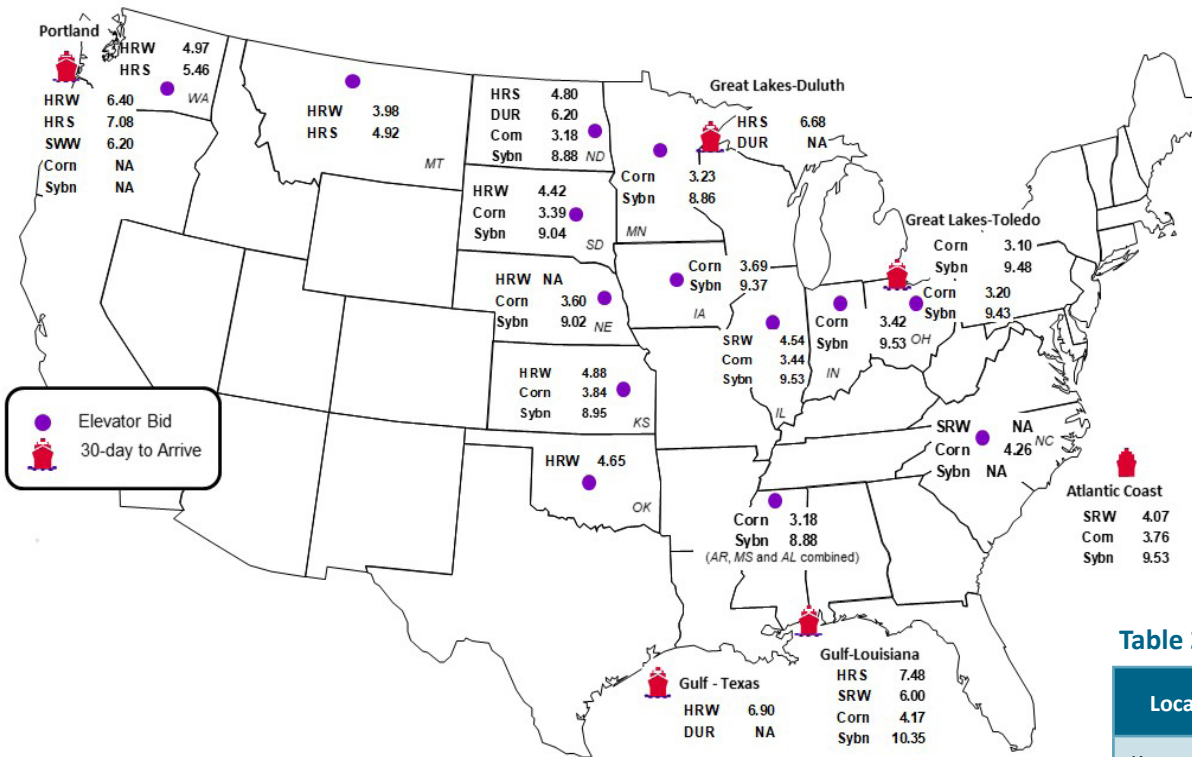 Portland
HRW 4.97
HRS 5.46
WA
HRW 6.40
HRS 7.08
SWW 6.20
Corn NA
Sybn NA
HRW 3.98
HRS 4.92
MT
HRS 4.80
DUR 6.20
Corn 3.18
Sybn 8.88 ND
HRW 4.42
Corn 3.39
Sybn 9.04 SD
HRW NA
Corn 3.60
Sybn 9.02 NE
HRW 4.88
Corn 3.84
Sybn 8.95 KS
HRW 4.65
OK
Great Lakes-Duluth
HRS 6.68
DUR NA
Corn 3.23
Sybn 8.86
MN
Corn 3.69
Sybn 9.37
IA
SRW 4.54
Corn 3.44
Sybn 9.53
IL
Great Lakes-Toledo
Corn 3.10
Sybn 9.48
Corn 3.20
Sybn 9.43
OH
Corn 3.42
Sybn 9.53
IN
SRW NA
Corn 4.26
Sybn NA
NC
Corn 3.18
Sybn 8.88
(AR, MS and AL combined)
Atlantic Coast
SRW 4.07
Corn 3.76
Sybn 9.53
Gulf-Louisiana
HRS 7.48
SRW 6.00
Corn 4.17
Sybn 10.35
Gulf - Texas
HRW 6.90
DUR NA
Elevator Bid
30-day to Arrive
Table
Loca